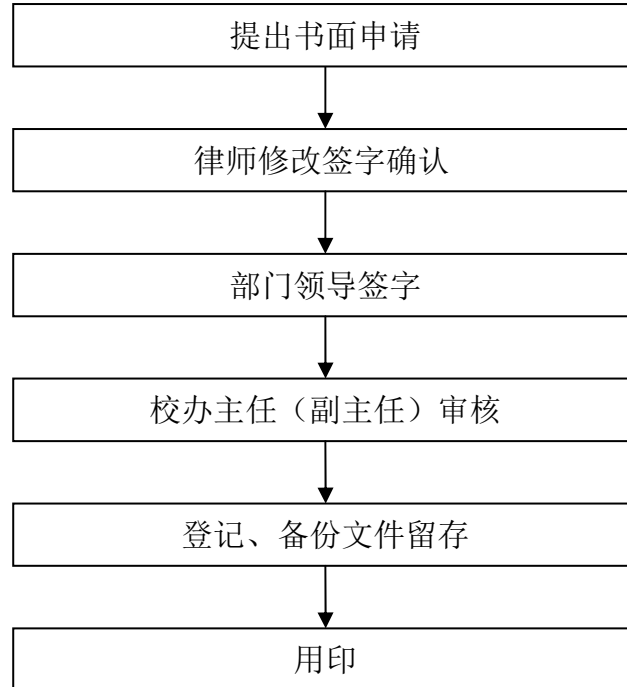 提出书面申请
律师修改签字确认
部门领导签字
校办主任（副主任）审核
登记、备份文件留存
用印